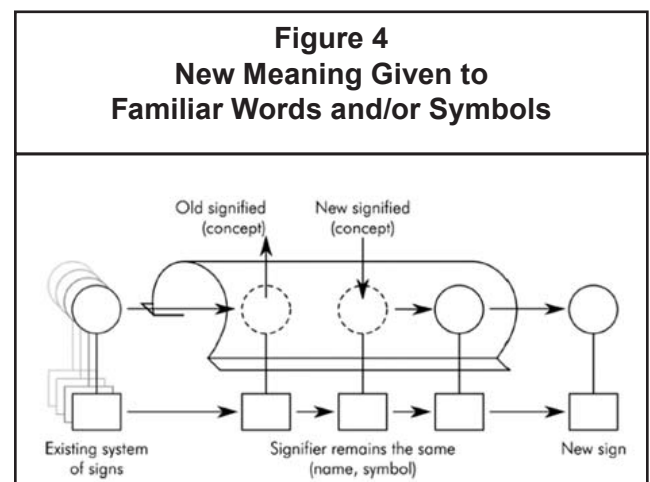 Figure 4
New Meaning Given to
Familiar Words and/or Symbols
Old signified
(concept)
New signified
(concept)
Existing system
of signs
Signifier remains the same
(name, symbol)
New sign